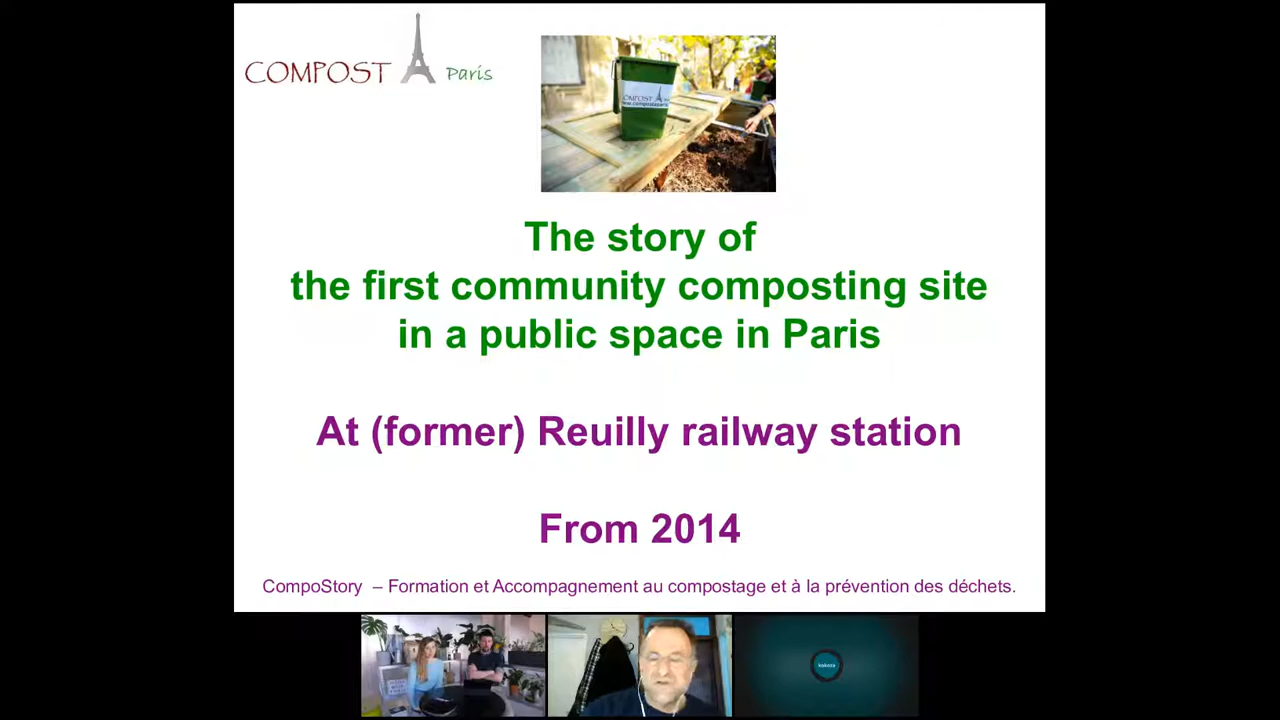 COMPOST Paris
The story of
the first community composting site
in a public space in Paris
At (former) Reuilly railway station
From 2014
CompoStory – Formation et Accompagnement au compostage et à la prévention des déchets.